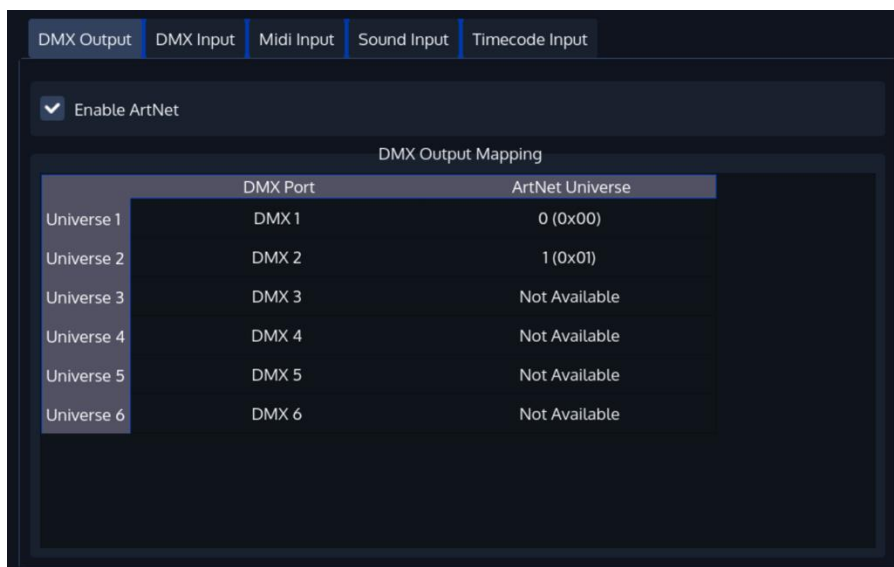 DMX Output DMX Input Midi Input Sound Input Timecode Input
Enable ArtNet
DMX Output Mapping
DMX Port ArtNet Universe
Universe 1 DMX 1 0 (0x00)
Universe 2 DMX 2 1 (0x01)
Universe 3 DMX 3 Not Available
Universe 4 DMX 4 Not Available
Universe 5 DMX 5 Not Available
Universe 6 DMX 6 Not Available